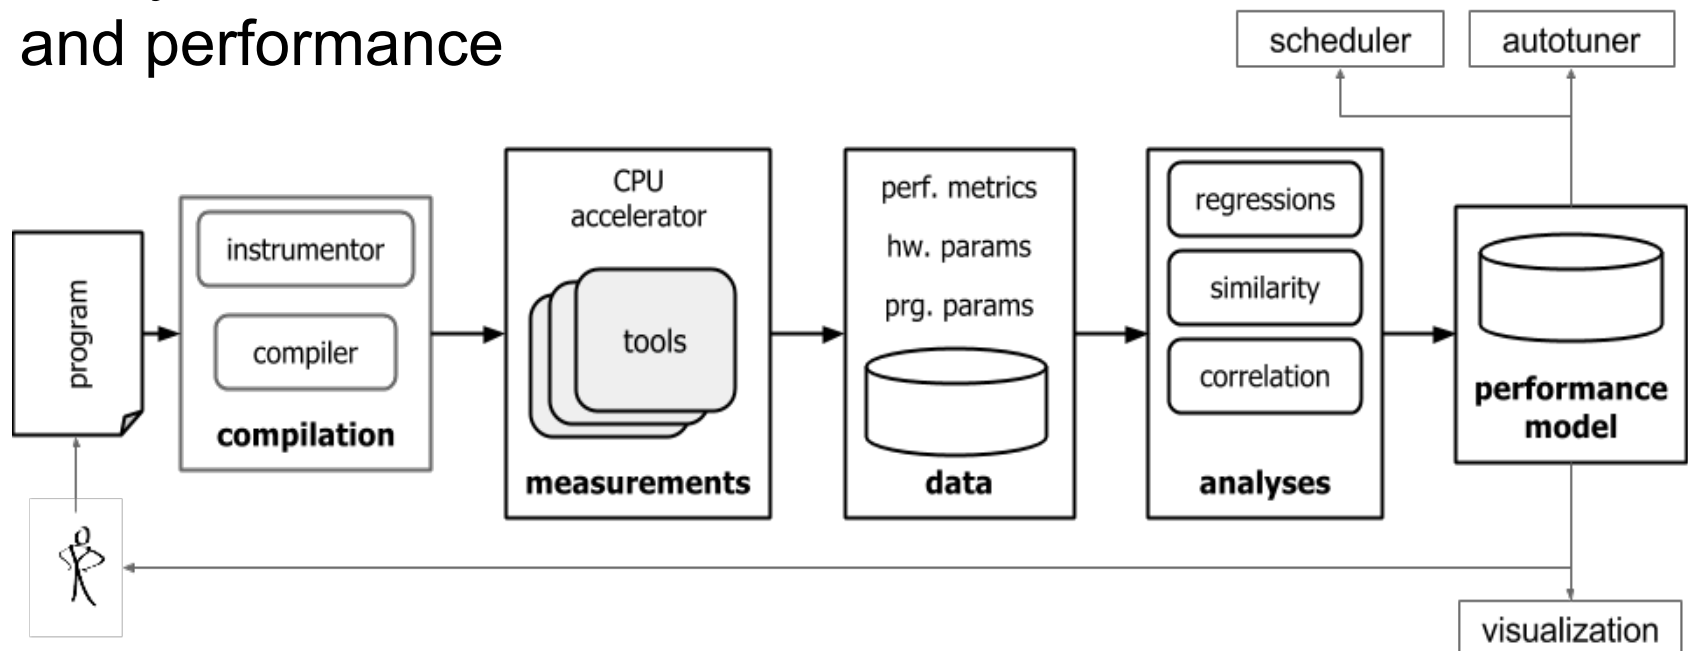 and performance
scheduler
autotuner
program
instrumentor
compiler
compilation
CPU
accelerator
tools
measurements
perf. metrics
hw. params
prg. params
data
regressions
similarity
correlation
analyses
performance
model
visualization